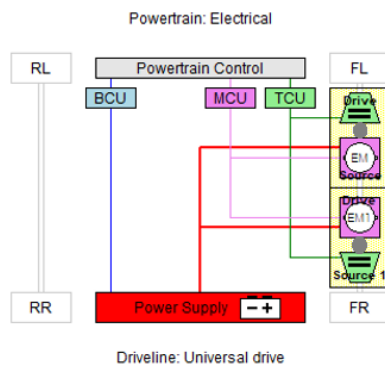 Powertrain: Electrical
RL
Powertrain Control
FL
BCU
MCU
TCU
Drive
EM
Source
Drive
EM1
Source 1
RR
Power Supply
- +
FR
Driveline: Universal drive